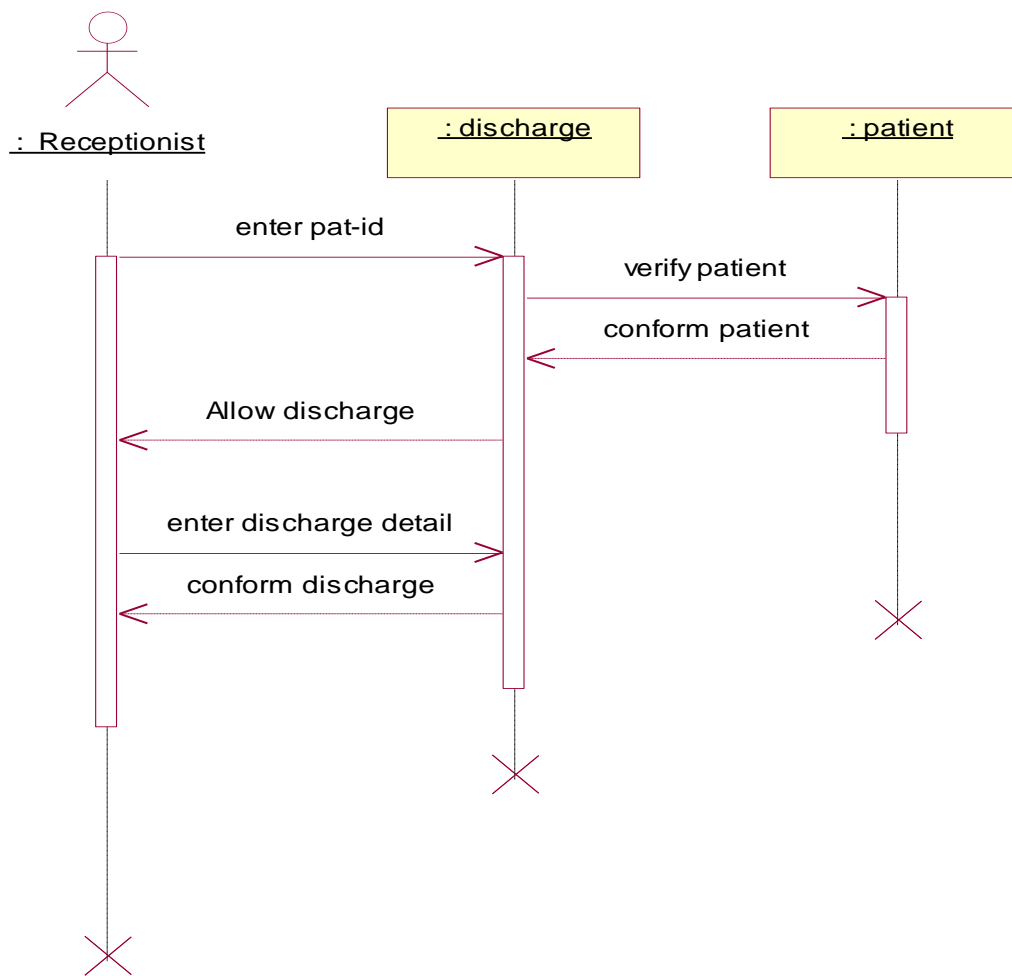 : Receptionist
: discharge
: patient
enter pat-id
verify patient
conform patient
Allow discharge
enter discharge detail
conform discharge